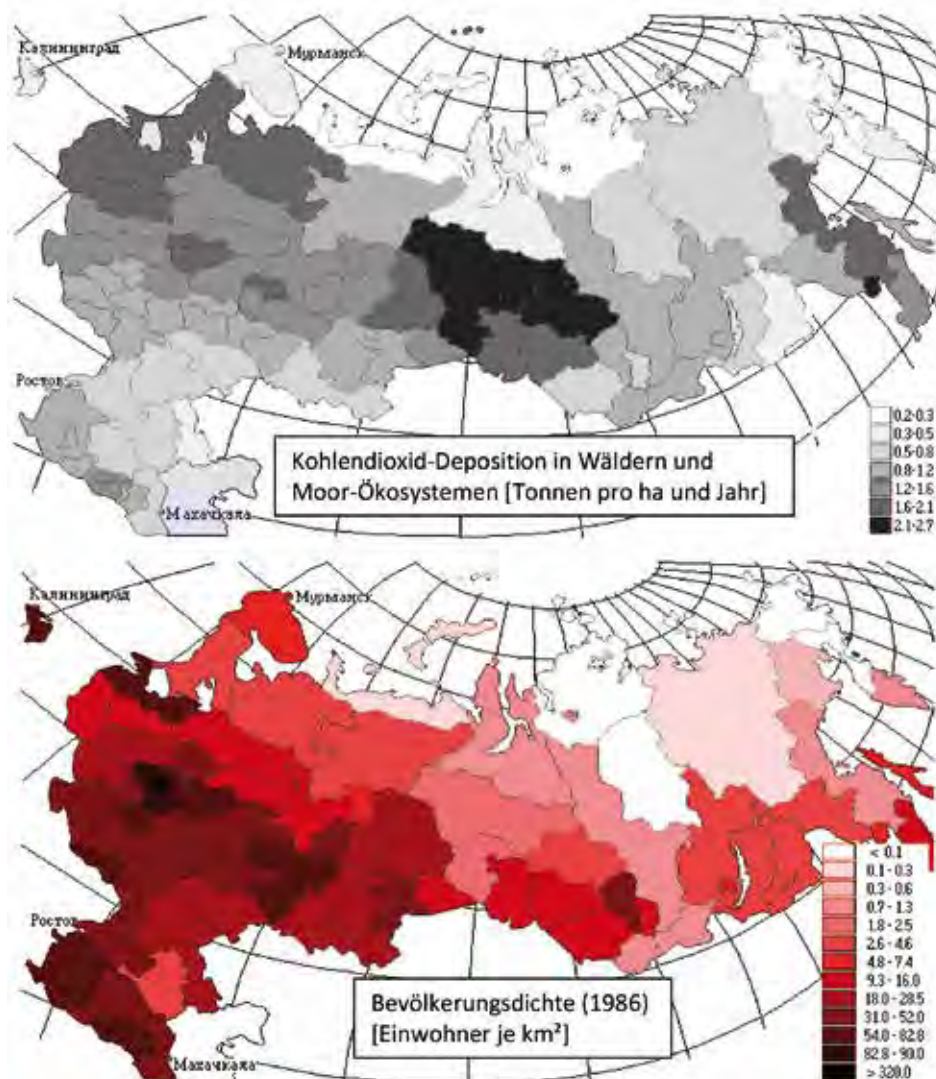 Калининград
Мурманск
Ростов
Махачкала
Kohlendioxid-Deposition in Wäldern und
Moor-Ökosystemen [Tonnen pro ha und Jahr]
0.2-0.3
0.3-0.5
0.5-0.8
0.8-1.2
1.2-1.6
1.6-2.1
2.1-2.7
Калининград
Мурманск
Ростов
Махачкала
Bevölkerungsdichte (1986)
[Einwohner je km²]
< 0.1
0.1 - 0.3
0.3 - 0.6
0.7 - 1.3
1.8 - 2.5
2.6 - 4.6
4.8 - 7.4
9.3 - 16.0
18.0 - 28.5
31.0 - 52.0
54.0 - 82.8
82.8 - 90.0
> 320.0